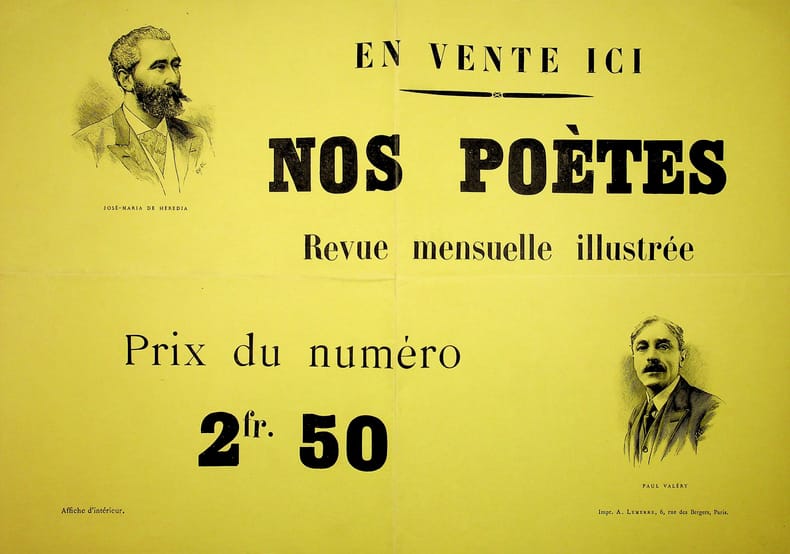 EN VENTE ICI
NOS POÈTES
Revue mensuelle illustrée
JOSÉ-MARIA DE HEREDIA
Prix du numéro
2fr. 50
PAUL VALÉRY
Affiche d'intérieur.
Impr. A. LEMERRE, 6, rue des Bergers, Paris.